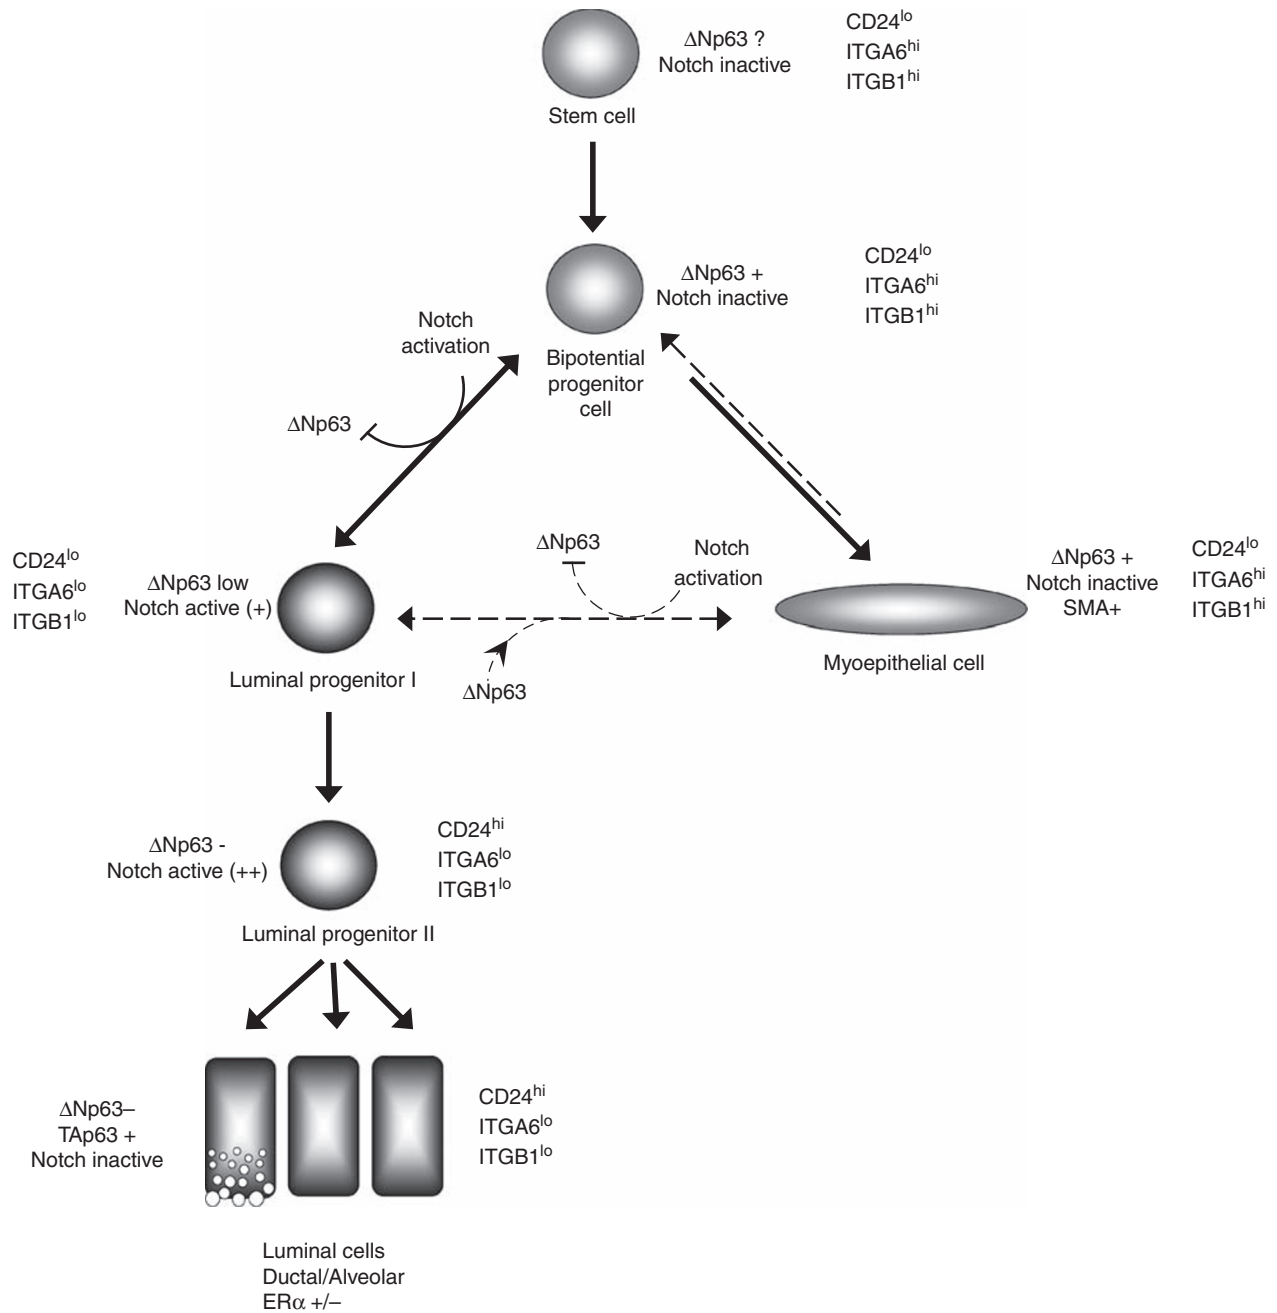 ΔNp63 ?
Notch inactive
CD24lo
ITGA6hi
ITGB1hi
Stem cell
ΔNp63 +
Notch inactive
CD24lo
ITGA6hi
ITGB1hi
Bipotential
progenitor
cell
Notch
activation
ΔNp63
CD24lo
ITGA6lo
ITGB1lo
ΔNp63 low
Notch active (+)
Luminal progenitor I
ΔNp63
Notch
activation
ΔNp63
ΔNp63 +
Notch inactive
SMA+
CD24lo
ITGA6hi
ITGB1hi
Myoepithelial cell
ΔNp63 -
Notch active (++)
CD24hi
ITGA6lo
ITGB1lo
Luminal progenitor II
ΔNp63–
TAp63 +
Notch inactive
CD24hi
ITGA6lo
ITGB1lo
Luminal cells
Ductal/Alveolar
ERα +/–